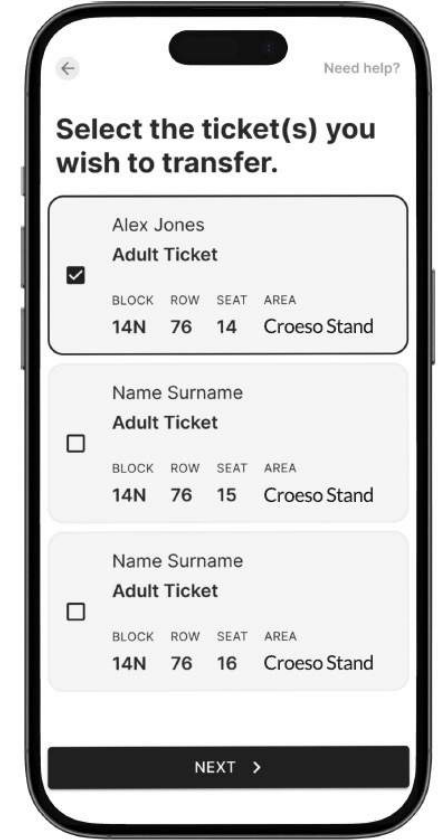 Need help?
Select the ticket(s) you
wish to transfer.
Alex Jones
Adult Ticket
BLOCK ROW SEAT AREA
14N 76 14 Croeso Stand
Name Surname
Adult Ticket
BLOCK ROW SEAT AREA
14N 76 15 Croeso Stand
Name Surname
Adult Ticket
BLOCK ROW SEAT AREA
14N 76 16 Croeso Stand
NEXT